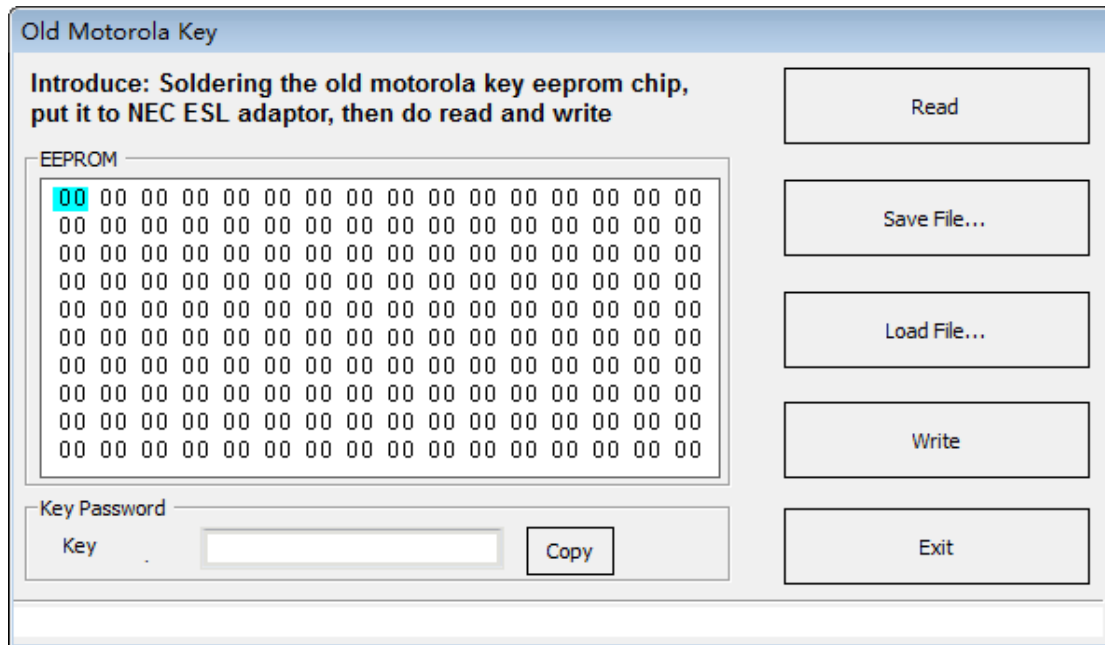 Old Motorola Key
Introduce: Soldering the old motorola key eeprom chip,
put it to NEC ESL adaptor, then do read and write
Read
EEPROM
00 00 00 00 00 00 00 00 00 00 00 00 00 00 00 00
00 00 00 00 00 00 00 00 00 00 00 00 00 00 00 00
00 00 00 00 00 00 00 00 00 00 00 00 00 00 00 00
00 00 00 00 00 00 00 00 00 00 00 00 00 00 00 00
00 00 00 00 00 00 00 00 00 00 00 00 00 00 00 00
00 00 00 00 00 00 00 00 00 00 00 00 00 00 00 00
00 00 00 00 00 00 00 00 00 00 00 00 00 00 00 00
00 00 00 00 00 00 00 00 00 00 00 00 00 00 00 00
00 00 00 00 00 00 00 00 00 00 00 00 00 00 00 00
00 00 00 00 00 00 00 00 00 00 00 00 00 00 00 00
Save File...
Load File...
Write
Key Password
Key .
Copy
Exit